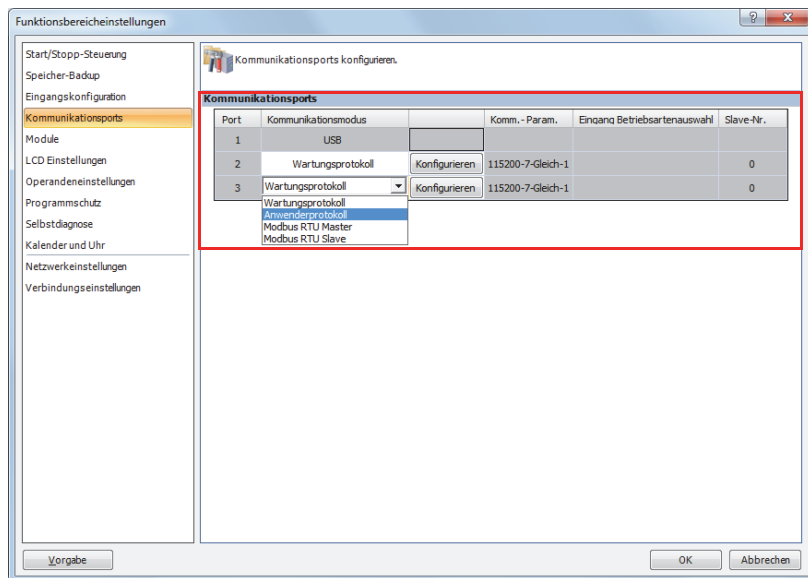 Funktionsbereicheinstellungen
Start/Stopp-Steuerung
Speicher-Backup
Eingangskonfiguration
Kommunikationsports
Module
LCD Einstellungen
Operandeneinstellungen
Programmschutz
Selbstdiagnose
Kalender und Uhr
Netzwerkeinstellungen
Verbindungseinstellungen
Kommunikationsports konfigurieren.
Kommunikationsports
Port Kommunikationsmodus Komm.- Param. Eingang Betriebsartenauswahl Slave-Nr.
1 USB
2 Wartungsprotokoll Konfigurieren 115200-7-Gleich-1 0
3 Wartungsprotokoll Konfigurieren 115200-7-Gleich-1 0
Wartungsprotokoll
Anwenderprotokoll
Modbus RTU Master
Modbus RTU Slave
Vorgabe OK Abbrechen